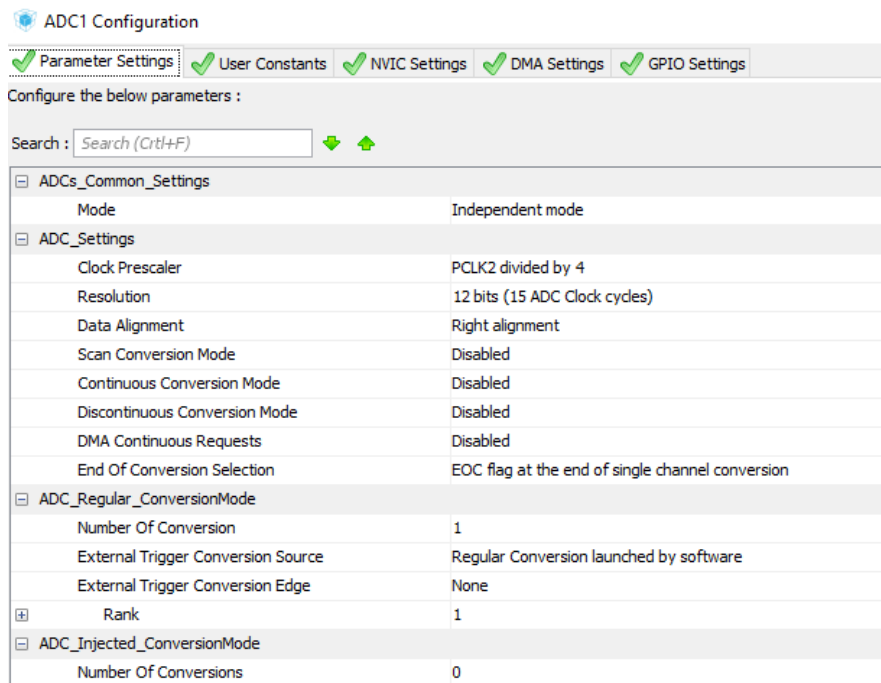 ADC1 Configuration
Parameter Settings User Constants NVIC Settings DMA Settings GPIO Settings
Configure the below parameters :
Search : Search (Crtl+F)
ADCs_Common_Settings
Mode Independent mode
ADC_Settings
Clock Prescaler PCLK2 divided by 4
Resolution 12 bits (15 ADC Clock cycles)
Data Alignment Right alignment
Scan Conversion Mode Disabled
Continuous Conversion Mode Disabled
Discontinuous Conversion Mode Disabled
DMA Continuous Requests Disabled
End Of Conversion Selection EOC flag at the end of single channel conversion
ADC_Regular_ConversionMode
Number Of Conversion 1
External Trigger Conversion Source Regular Conversion launched by software
External Trigger Conversion Edge None
Rank 1
ADC_Injected_ConversionMode
Number Of Conversions 0